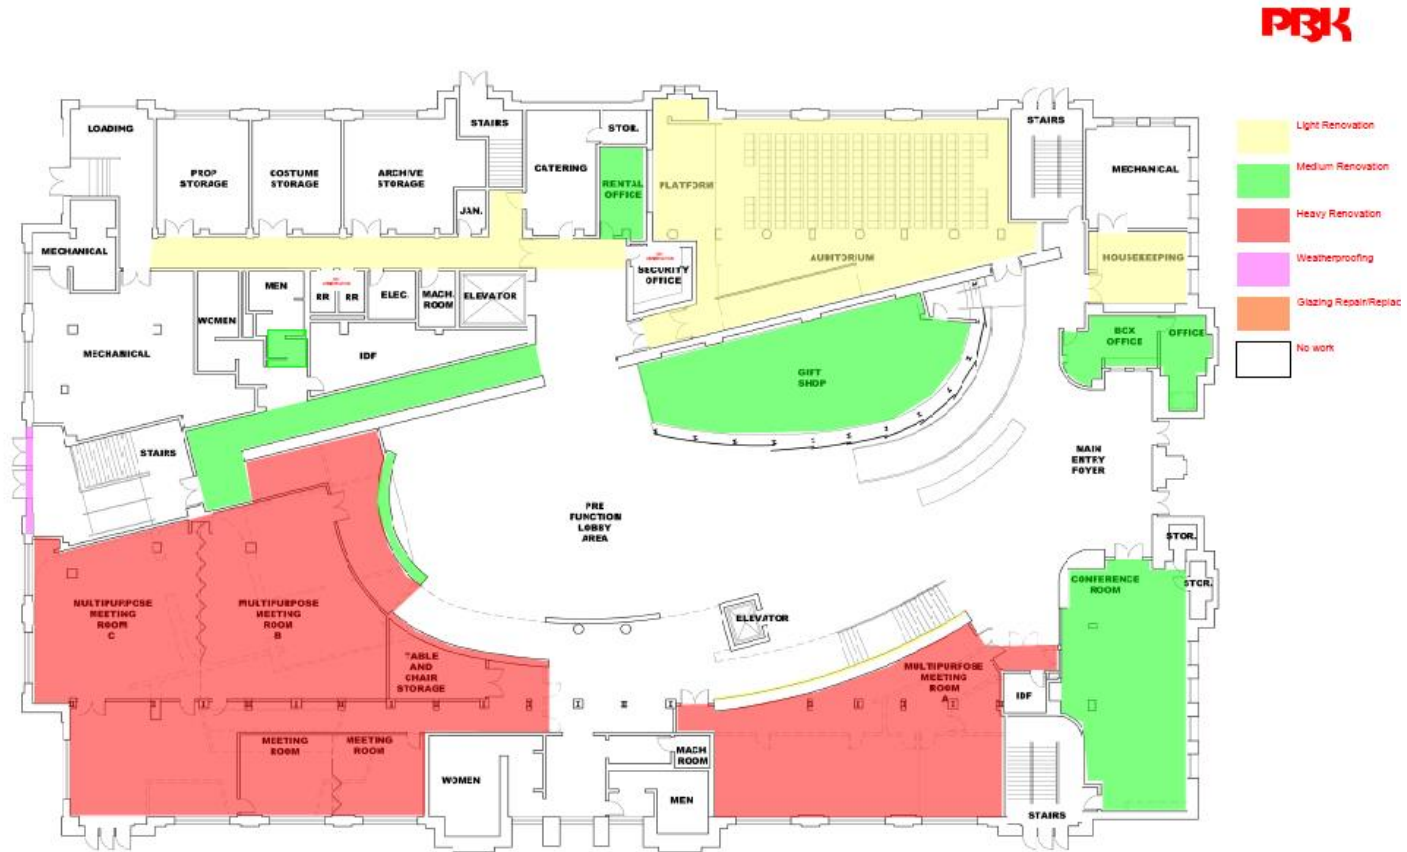 PBK
Light Renovation
Medium Renovation
Heavy Renovation
Weatherproofing
Glazing Repair/Replac
No work
LOADING
STAIRS
STOR.
STAIRS
PROP
STORAGE
COSTUME
STORAGE
ARCHIVE
STORAGE
CATERING
RENTAL
OFFICE
PLATFORM
MECHANICAL
JAN.
MECHANICAL
AUDITORIUM
HOUSEKEEPING
SECURITY
OFFICE
MEN
RR
RR
ELEC.
MACH.
ROOM
ELEVATOR
WOMEN
MECHANICAL
IDF
BOX
OFFICE
OFFICE
GIFT
SHOP
STAIRS
MAIN
ENTRY
FOYER
PRE
FUNCTION
LOBBY
AREA
STOR.
STOR.
CONFERENCE
ROOM
MULTIPURPOSE
MEETING
ROOM
C
MULTIPURPOSE
MEETING
ROOM
B
ELEVATOR
TABLE
AND
CHAIR
STORAGE
MULTIPURPOSE
MEETING
ROOM
A
IDF
MEETING
ROOM
MEETING
ROOM
MACH
ROOM
WOMEN
MEN
STAIRS